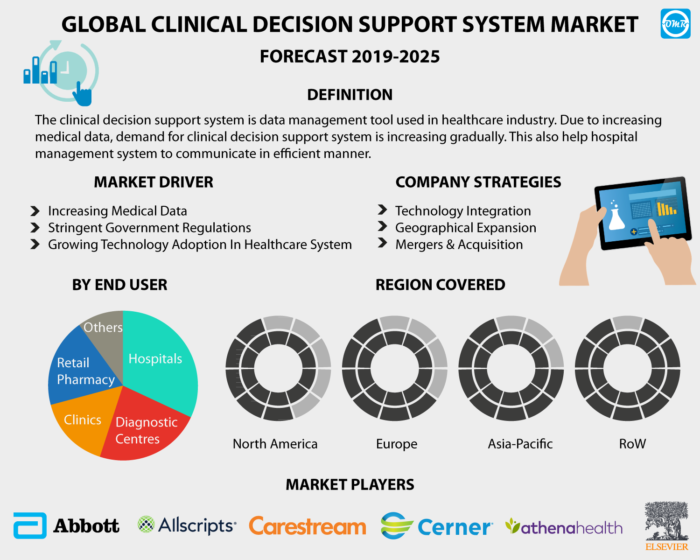 GLOBAL CLINICAL DECISION SUPPORT SYSTEM MARKET
OMR
FORECAST 2019-2025
DEFINITION
The clinical decision support system is data management tool used in healthcare industry. Due to increasing
medical data, demand for clinical decision support system is increasing gradually. This also help hospital
management system to communicate in efficient manner.
MARKET DRIVER
Increasing Medical Data
Stringent Government Regulations
Growing Technology Adoption In Healthcare System
COMPANY STRATEGIES
Technology Integration
Geographical Expansion
Mergers & Acquisition
BY END USER
Others
Hospitals
Retail
Pharmacy
Clinics
Diagnostic
Centres
REGION COVERED
North America
Europe
Asia-Pacific
RoW
MARKET PLAYERS
Abbott
Allscripts
Carestream
Cerner
athenahealth
ELSEVIER